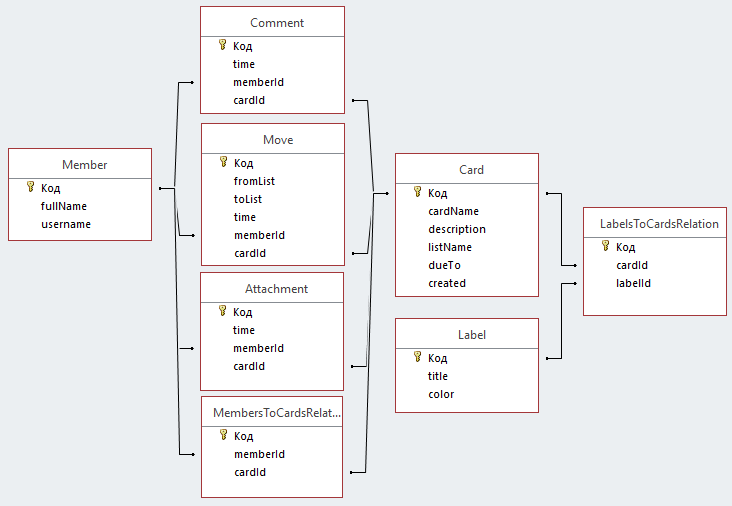 Member
Код
fullName
username
Comment
Код
time
memberId
cardId
Move
Код
fromList
toList
time
memberId
cardId
Attachment
Код
time
memberId
cardId
MembersToCardsRelat...
Код
memberId
cardId
Card
Код
cardName
description
listName
dueTo
created
Label
Код
title
color
LabelsToCardsRelation
Код
cardId
labelId